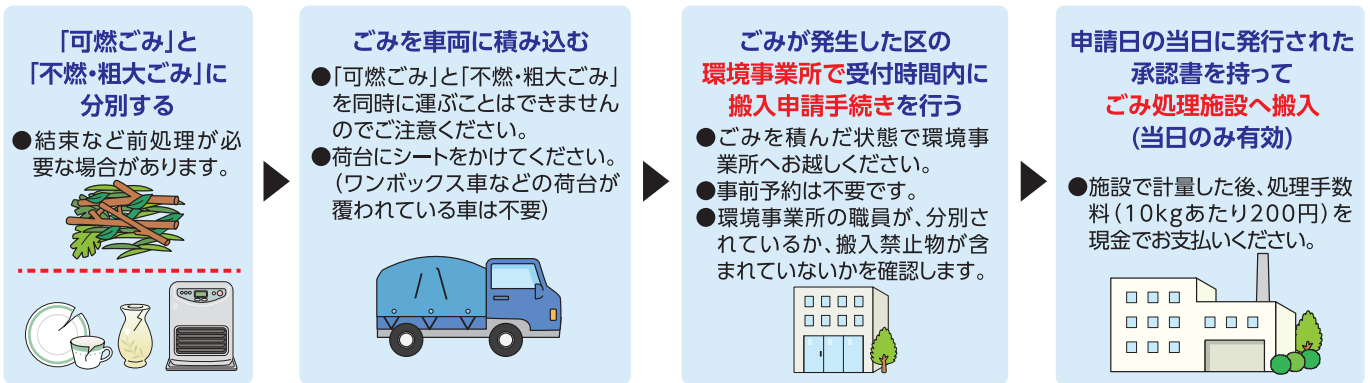 「可燃ごみ」と
「不燃・粗大ごみ」に
分別する
●結束など前処理が必
要な場合があります。
ごみを車両に積み込む
●「可燃ごみ」と「不燃・粗大ごみ」
を同時に運ぶことはできません
のでご注意ください。
●荷台にシートをかけてください。
（ワンボックス車などの荷台が
覆われている車は不要）
ごみが発生した区の
環境事業所で受付時間内に
搬入申請手続きを行う
●ごみを積んだ状態で環境事
業所へお越しください。
●事前予約は不要です。
●環境事業所の職員が、分別さ
れているか、搬入禁止物が含
まれていないかを確認します。
申請日の当日に発行された
承認書を持って
ごみ処理施設へ搬入
(当日のみ有効)
●施設で計量した後、処理手数
料（10kgあたり200円）を
現金でお支払いください。